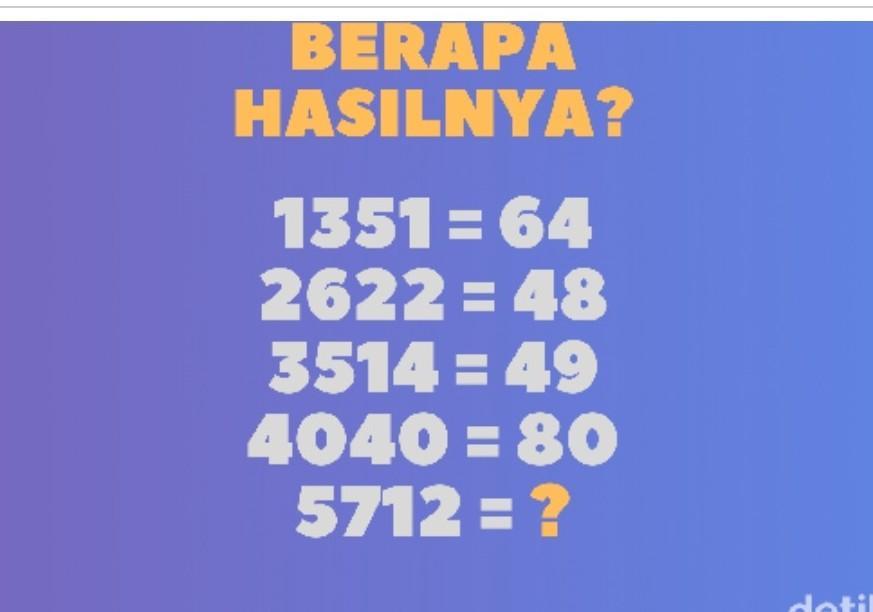 BERAPA
HASILNYA?
1351 = 64
2622 = 48
3514 = 49
4040 = 80
5712 = ?